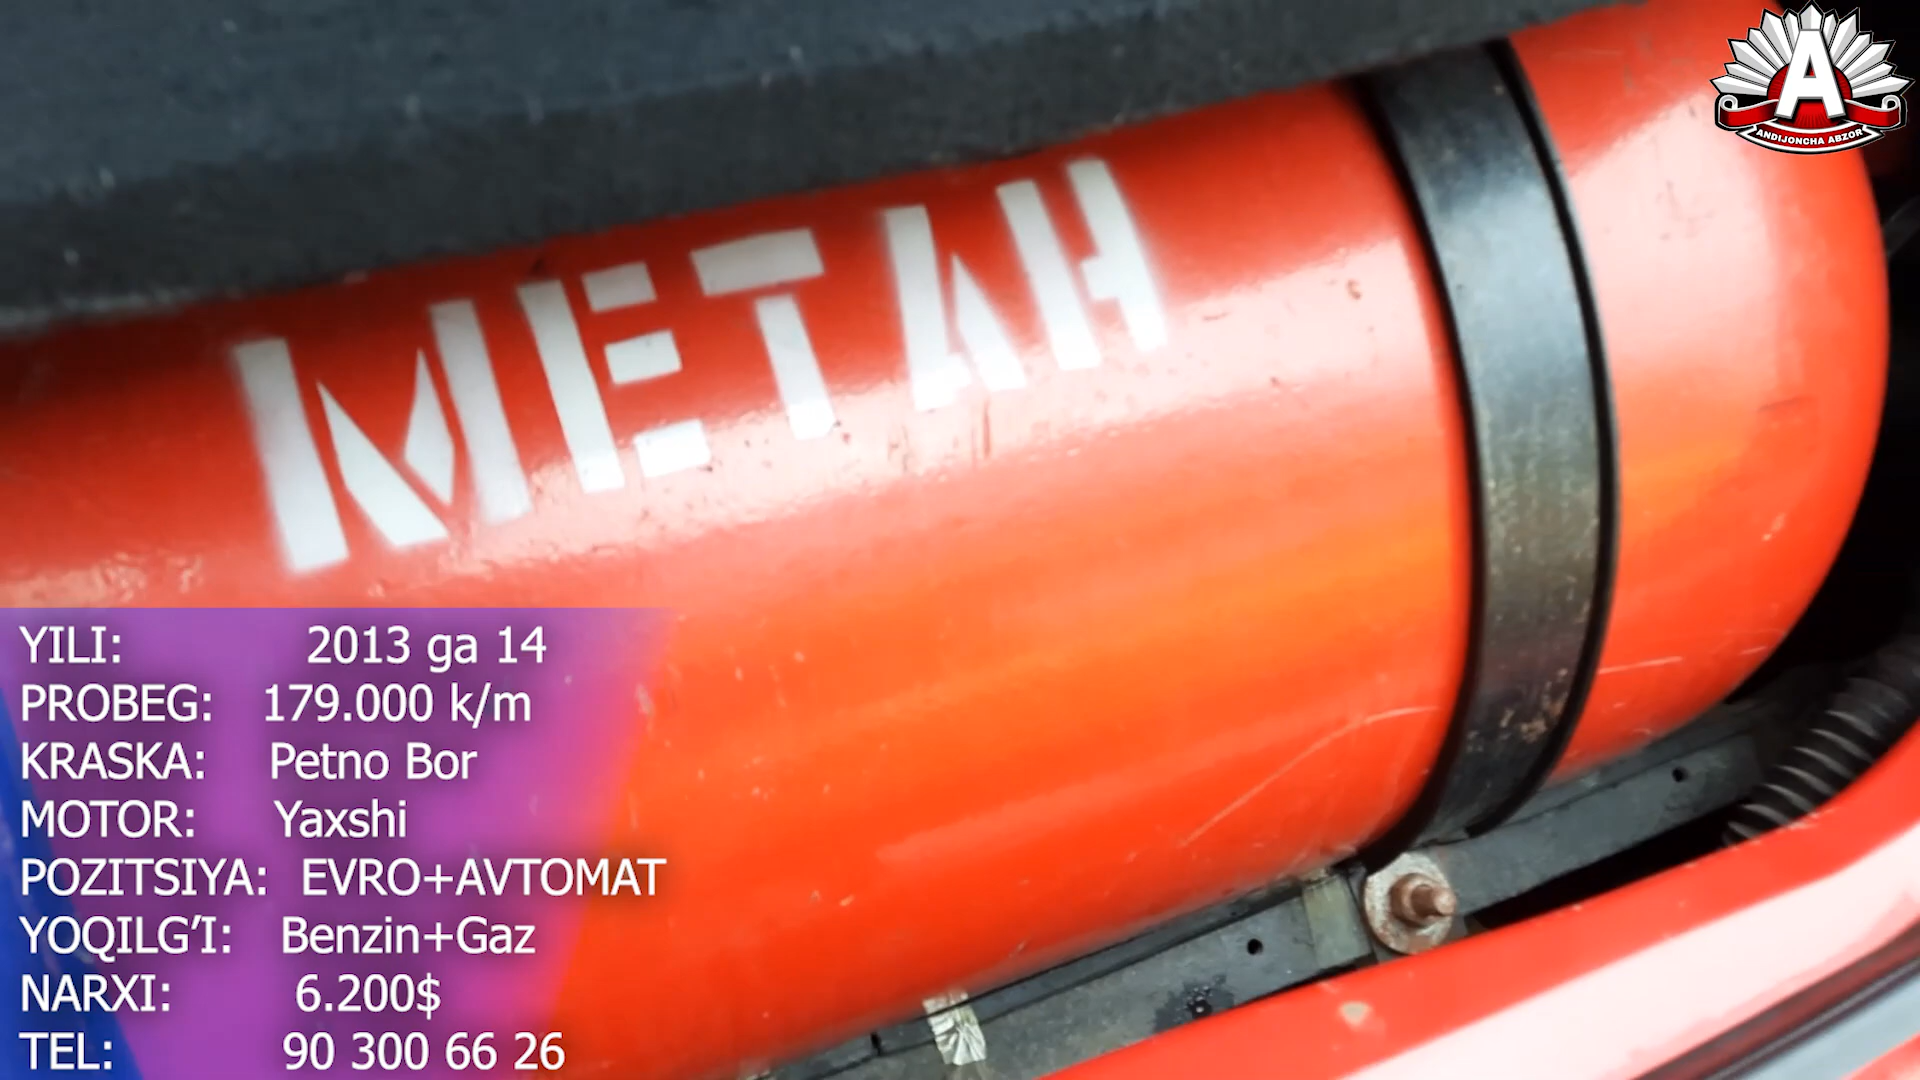 A
ANDIJONCHA ABZOR
МЕТАН
YILI: 2013 ga 14
PROBEG: 179.000 k/m
KRASKA: Petno Bor
MOTOR: Yaxshi
POZITSIYA: EVRO+AVTOMAT
YOQILG’I: Benzin+Gaz
NARXI: 6.200$
TEL: 90 300 66 26